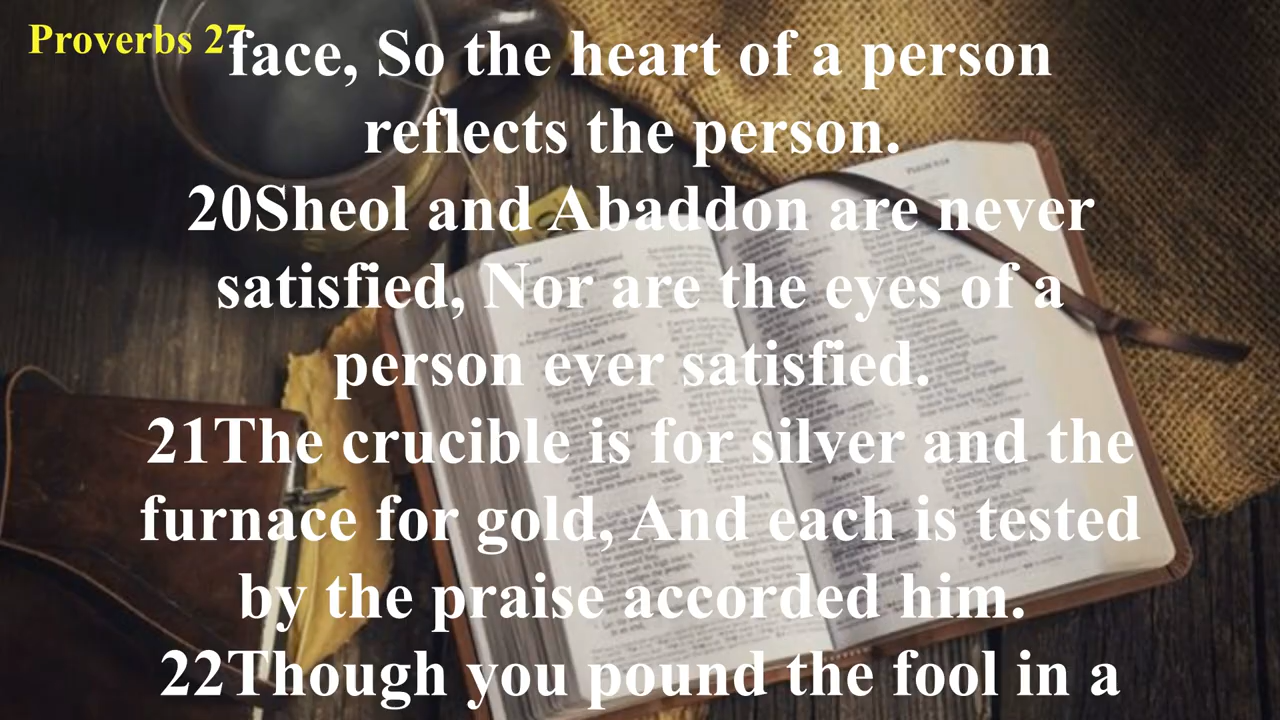 Proverbs 27
face, So the heart of a person
reflects the person.
20Sheol and Abaddon are never
satisfied, Nor are the eyes of a
person ever satisfied.
21The crucible is for silver and the
furnace for gold, And each is tested
by the praise accorded him.
22Though you pound the fool in a